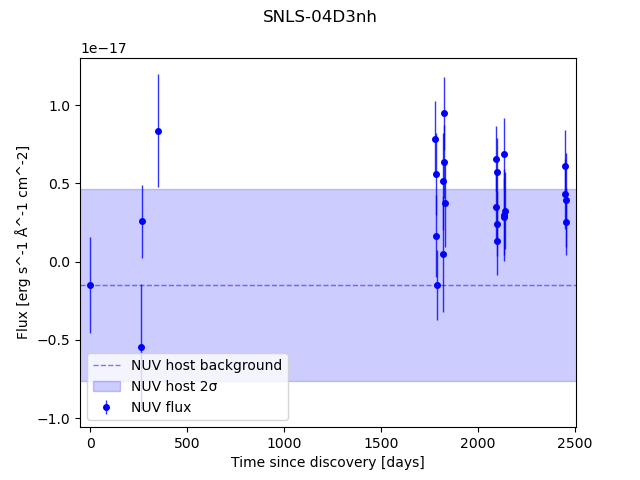 SNLS-04D3nh
1e−17
1.0
0.5
0.0
−0.5
−1.0
Flux [erg s^-1 Å^-1 cm^-2]
NUV host background
NUV host 2σ
NUV flux
0 500 1000 1500 2000 2500
Time since discovery [days]